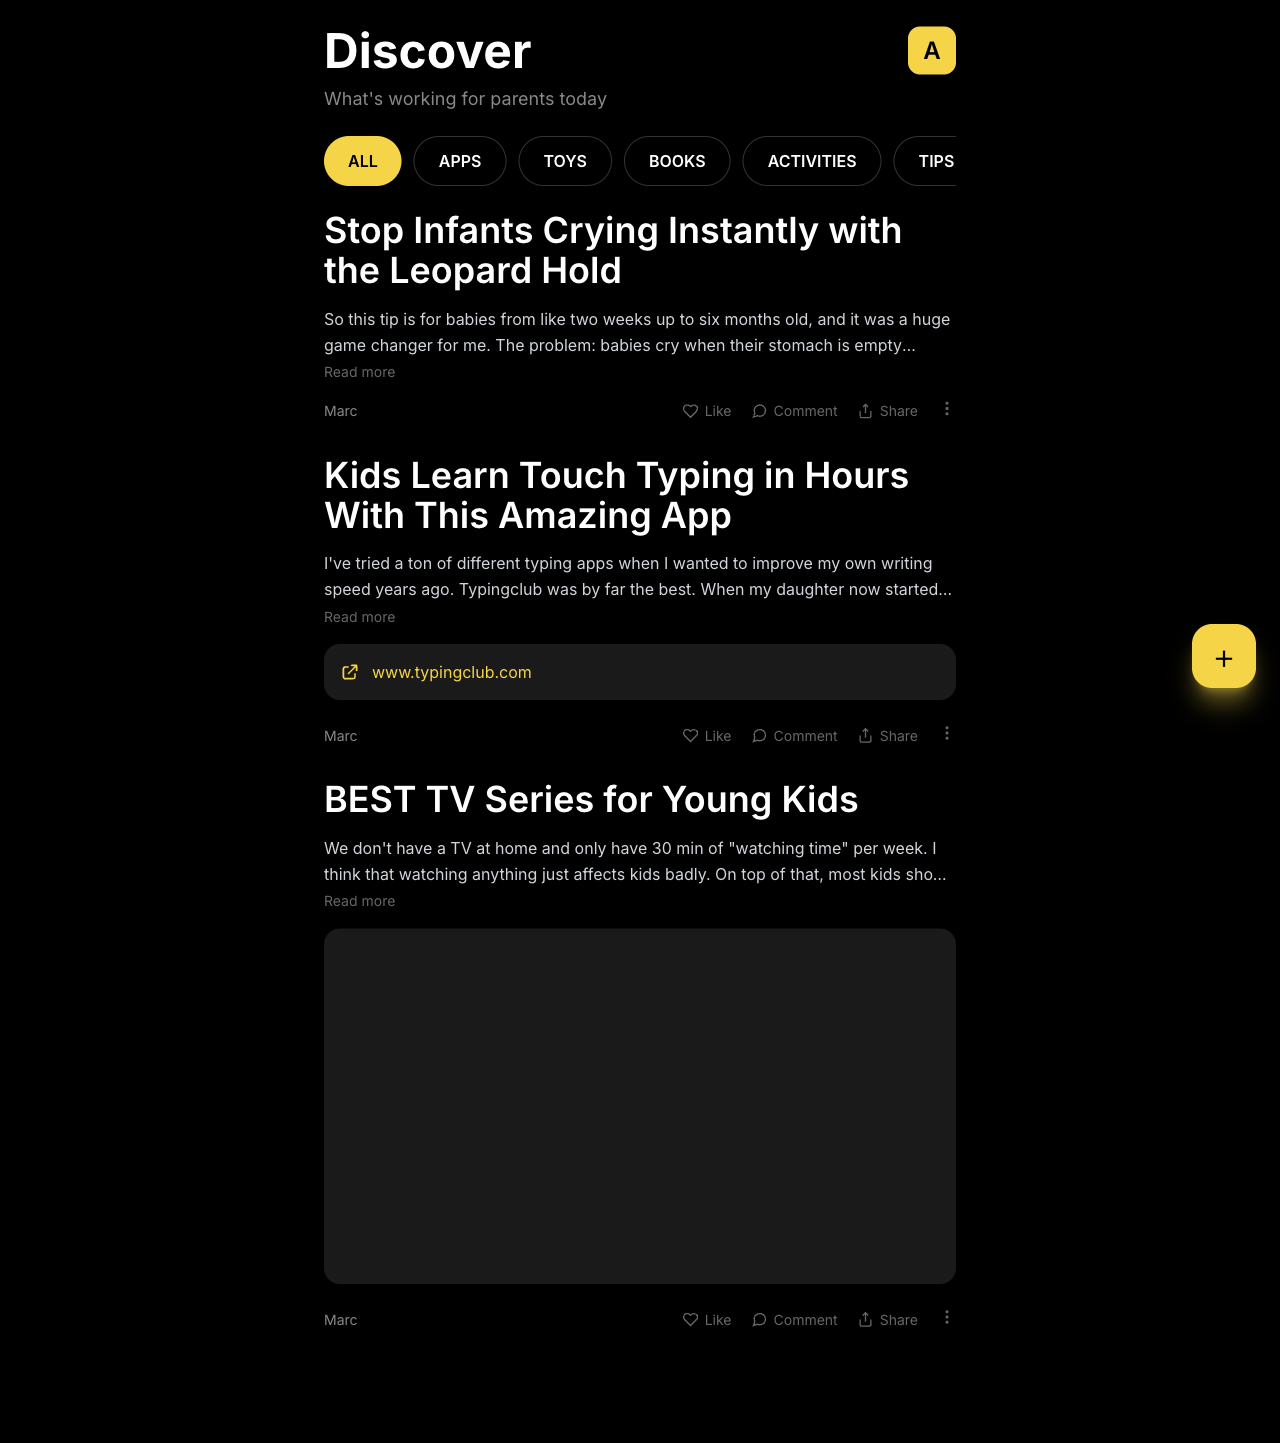 Discover
A
What's working for parents today
ALL APPS TOYS BOOKS ACTIVITIES TIPS
Stop Infants Crying Instantly with
the Leopard Hold
So this tip is for babies from like two weeks up to six months old, and it was a huge
game changer for me. The problem: babies cry when their stomach is empty...
Read more
Marc Like Comment Share
Kids Learn Touch Typing in Hours
With This Amazing App
I've tried a ton of different typing apps when I wanted to improve my own writing
speed years ago. Typingclub was by far the best. When my daughter now started...
Read more
www.typingclub.com
+
Marc Like Comment Share
BEST TV Series for Young Kids
We don't have a TV at home and only have 30 min of "watching time" per week. I
think that watching anything just affects kids badly. On top of that, most kids sho...
Read more
Marc Like Comment Share